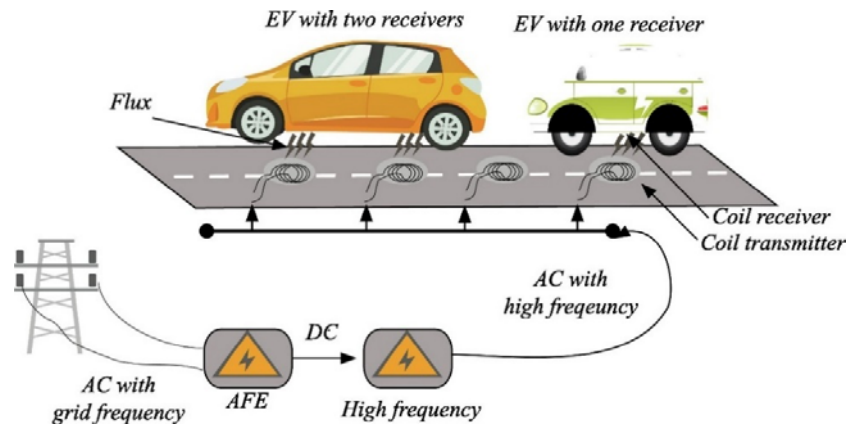 EV with two receivers
EV with one receiver
Flux
Coil receiver
Coil transmitter
AC with
high freqeuncy
DC
AC with
grid frequency
AFE
High frequency